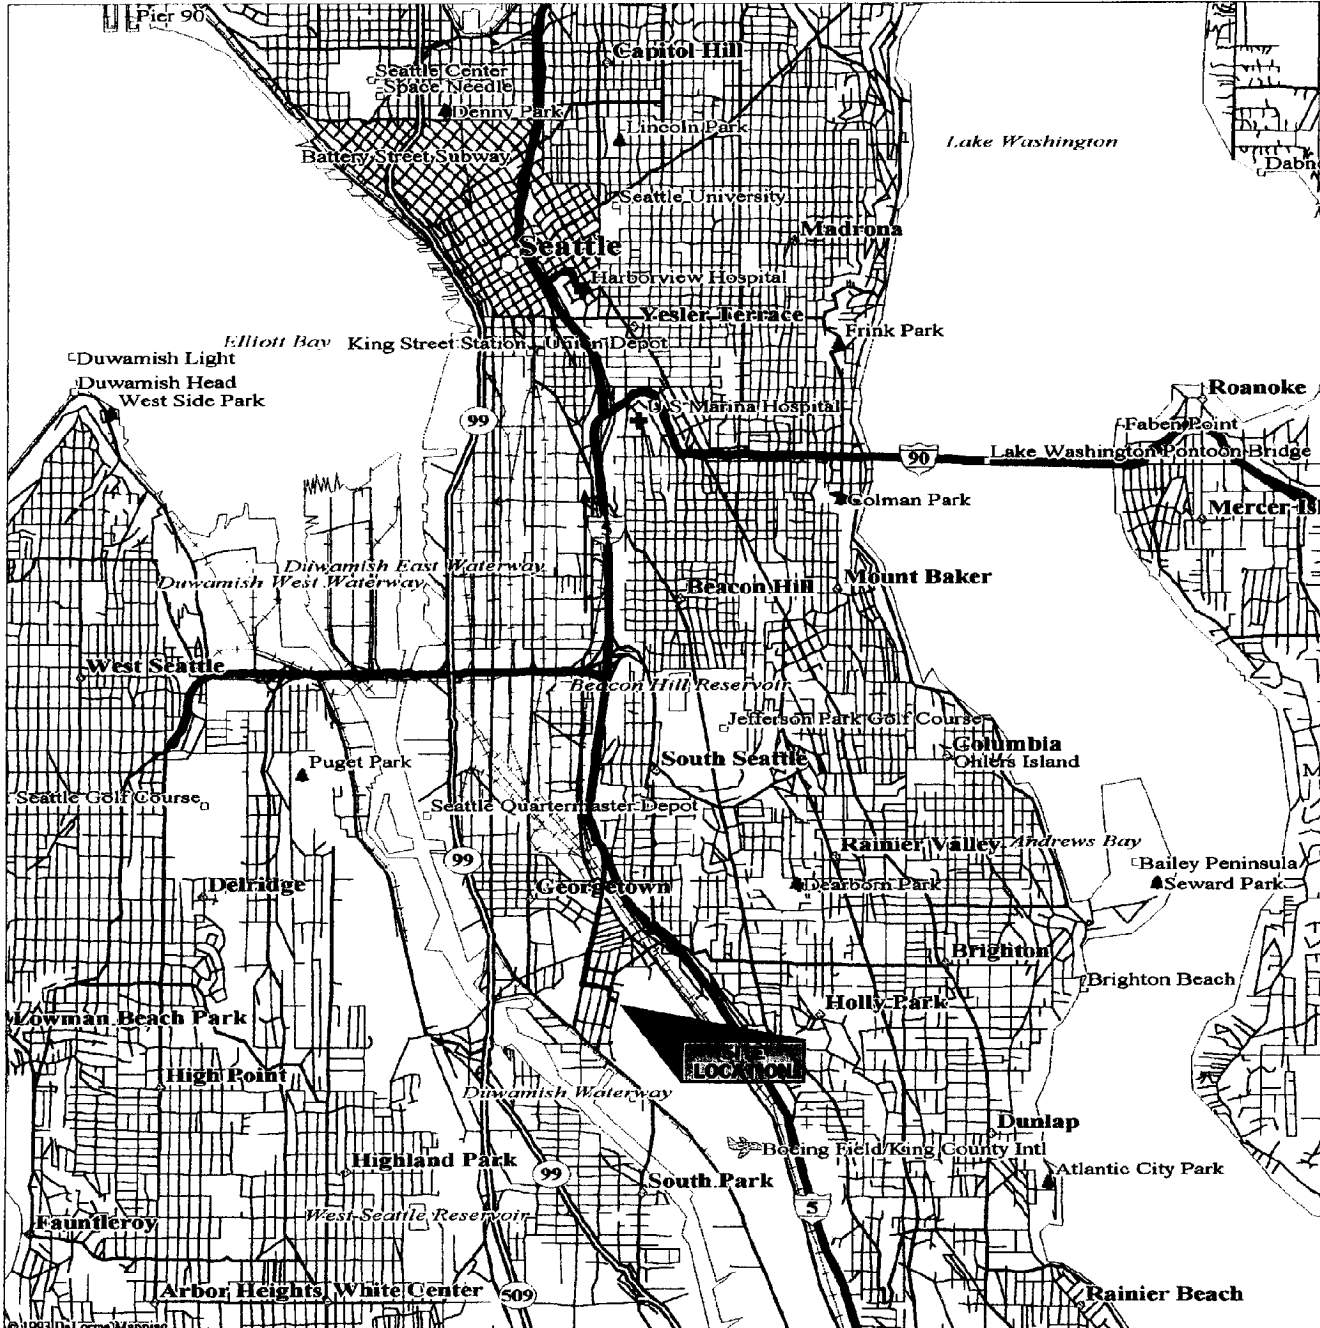 Pier 90
Capitol Hill
Seattle Center
Space Needle
Denny Park
Lincoln Park
Lake Washington
Battery Street Subway
Seattle University
Madrona
Seattle
Harborview Hospital
Yesler Terrace
Frink Park
Elliott Bay
King Street Station
Union Depot
Duwamish Light
Duwamish Head
West Side Park
Roanoke
99
U S Marina Hospital
Faben Point
90
Lake Washington Pontoon Bridge
Colman Park
Mercer Isl
5
Duwamish East Waterway
Duwamish West Waterway
Beacon Hill
Mount Baker
West Seattle
Beacon Hill Reservoir
Jefferson Park Golf Course
Columbia
Ohlers Island
Puget Park
South Seattle
M
Seattle Golf Course
Seattle Quartermaster Depot
Rainier Valley
Andrews Bay
99
Bailey Peninsula
Seward Park
Delridge
Georgetown
Dearborn Park
Brighton
Brighton Beach
Holly Park
Lowman Beach Park
SITE
LOCATION
High Point
Duwamish Waterway
Dunlap
Boeing Field/King County Intl
Atlantic City Park
Highland Park
99
South Park
5
Fauntleroy
West Seattle Reservoir
Arbor Heights
White Center
509
Rainier Beach
© 1993 DeLorme Mapping